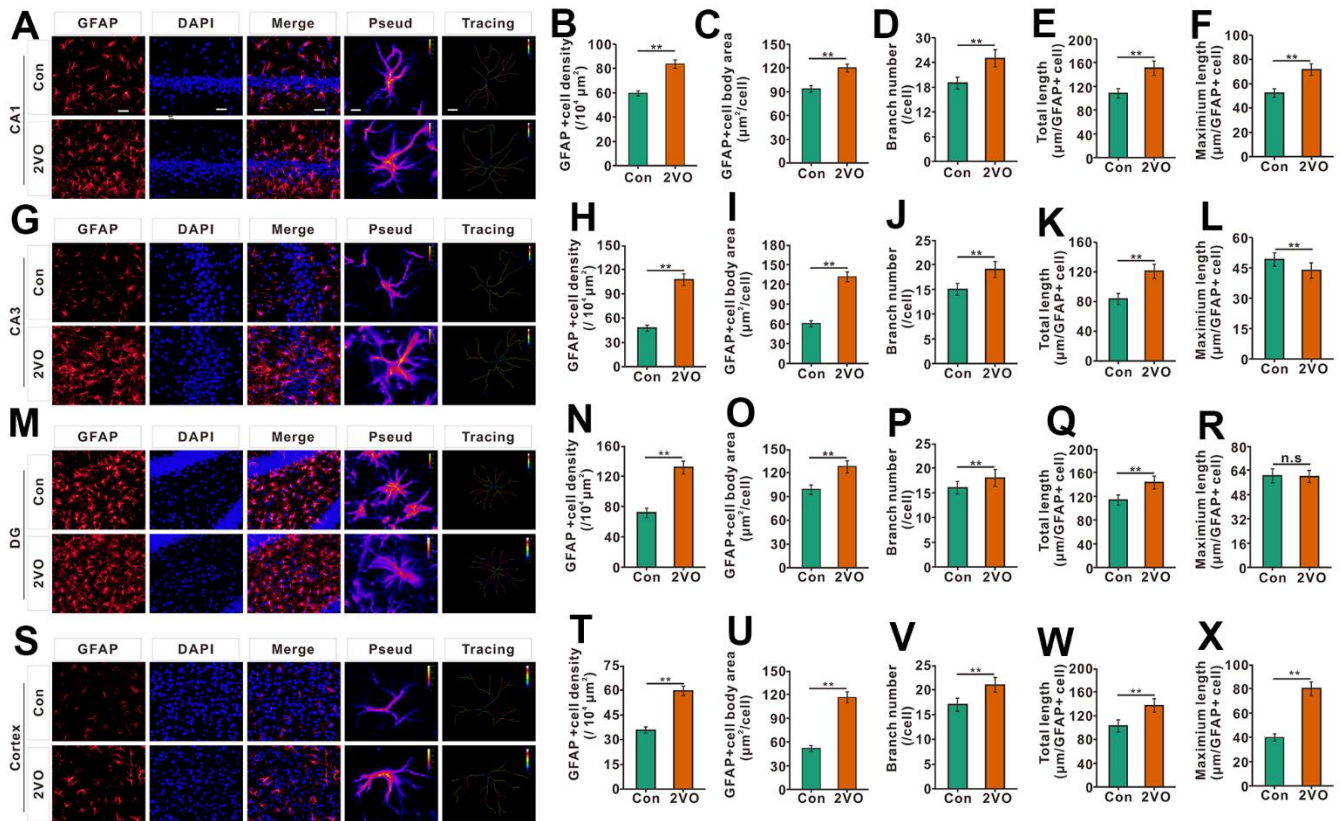 A
GFAP DAPI Merge Pseud Tracing
CA1
Con
2VO
B
GFAP +cell density
(/10⁴ µm²)
100
80
60
40
20
0
**
Con 2VO
C
GFAP+cell body area
(µm²/cell)
150
120
90
60
30
0
**
Con 2VO
D
Branch number
(/cell)
30
24
18
12
6
0
**
Con 2VO
E
Total length
(µm/GFAP+ cell)
160
120
80
40
0
**
Con 2VO
F
Maximum length
(µm/GFAP+ cell)
100
80
60
40
20
0
**
Con 2VO
G
GFAP DAPI Merge Pseud Tracing
CA3
Con
2VO
H
GFAP +cell density
(/ 10⁴ µm²)
150
120
90
60
30
0
**
Con 2VO
I
GFAP+cell body area
(µm²/cell)
180
150
120
90
60
30
0
**
Con 2VO
J
Branch number
(/cell)
25
20
15
10
5
0
**
Con 2VO
K
Total length
(µm/GFAP+ cell)
160
120
80
40
0
**
Con 2VO
L
Maximum length
(µm/GFAP+ cell)
60
45
30
15
0
**
Con 2VO
M
GFAP DAPI Merge Pseud Tracing
DG
Con
2VO
N
GFAP +cell density
(/10⁴ µm²)
160
120
80
40
0
**
Con 2VO
O
GFAP+cell body area
(µm²/cell)
160
120
80
40
0
**
Con 2VO
P
Branch number
(/cell)
25
20
15
10
5
0
**
Con 2VO
Q
Total length
(µm/GFAP+ cell)
200
160
120
80
40
0
**
Con 2VO
R
Maximum length
(µm/GFAP+ cell)
80
64
48
32
16
0
n.s
Con 2VO
S
GFAP DAPI Merge Pseud Tracing
Cortex
Con
2VO
T
GFAP +cell density
(/ 10⁴ µm²)
75
60
45
30
15
0
**
Con 2VO
U
GFAP+cell body area
(µm²/cell)
150
120
90
60
30
0
**
Con 2VO
V
Branch number
(/cell)
25
20
15
10
5
0
**
Con 2VO
W
Total length
(µm/GFAP+ cell)
200
160
120
80
40
0
**
Con 2VO
X
Maximum length
(µm/GFAP+ cell)
100
80
60
40
20
0
**
Con 2VO